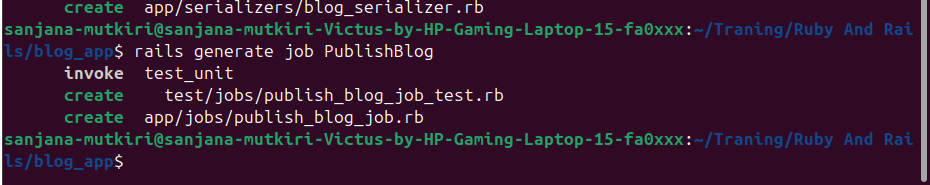 create  app/serializers/blog_serializer.rb
sanjana-mutkiri@sanjana-mutkiri-Victus-by-HP-Gaming-Laptop-15-fa0xxx:~/Traning/Ruby And Rai
ls/blog_app$ rails generate job PublishBlog
invoke  test_unit
create    test/jobs/publish_blog_job_test.rb
create  app/jobs/publish_blog_job.rb
sanjana-mutkiri@sanjana-mutkiri-Victus-by-HP-Gaming-Laptop-15-fa0xxx:~/Traning/Ruby And Rai
ls/blog_app$